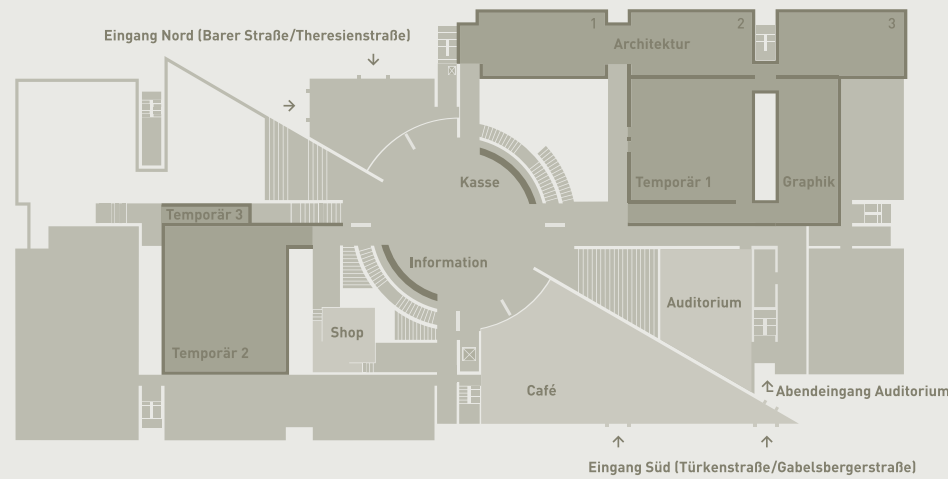 1
2
3
Eingang Nord (Barer Straße/Theresienstraße)
Architektur
Kasse
Temporär 1
Graphik
Temporär 3
Information
Auditorium
Shop
Temporär 2
Café
Abendeingang Auditorium
Eingang Süd (Türkenstraße/Gabelsbergerstraße)